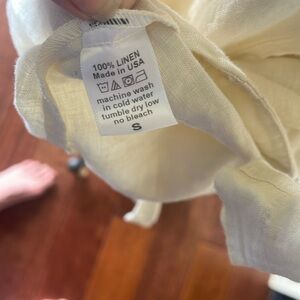 100% LINEN
Made in USA
machine wash
in cold water
tumble dry low
no bleach
S